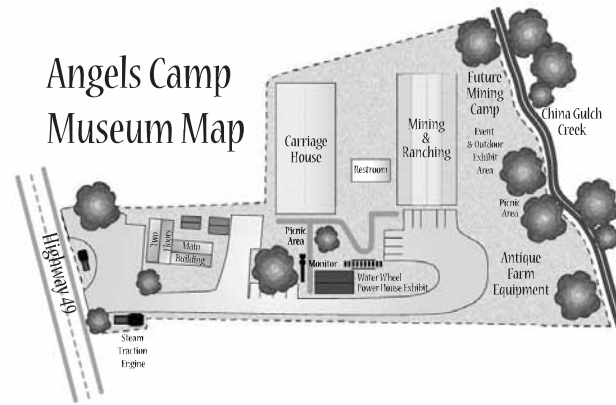 Angels Camp
Museum Map
Future
Mining
Camp
China Gulch
Creek
Carriage
House
Mining
&
Ranching
Event
& Outdoor
Exhibit
Area
Restroom
Picnic
Area
Picnic
Area
Two
Floors
Main
Building
Highway 49
Monitor
Water Wheel
Power House Exhibit
Antique
Farm
Equipment
Steam
Traction
Engine